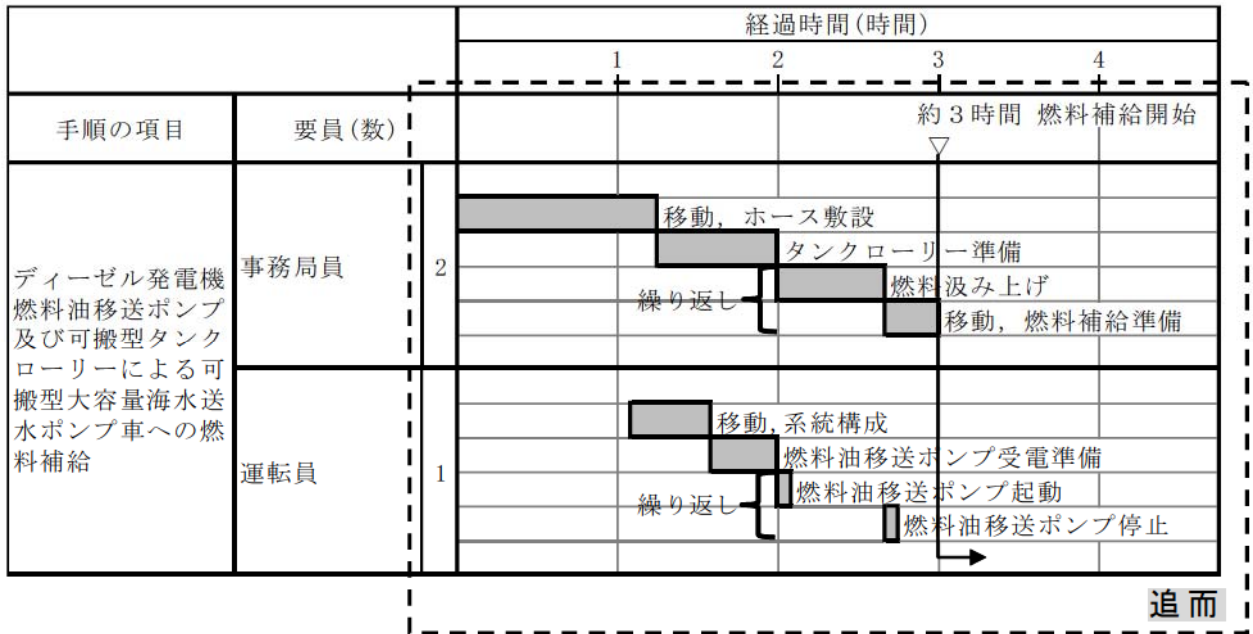 経過時間(時間)
1 2 3 4
手順の項目 要員(数)
約3時間 燃料補給開始
ディーゼル発電機
燃料油移送ポンプ
及び可搬型タンク
ローリーによる可
搬型大容量海水送
水ポンプ車への燃
料補給
事務局員 2
移動,ホース敷設
タンクローリー準備
繰り返し
燃料汲み上げ
移動,燃料補給準備
運転員 1
移動,系統構成
燃料油移送ポンプ受電準備
繰り返し
燃料油移送ポンプ起動
燃料油移送ポンプ停止
追而